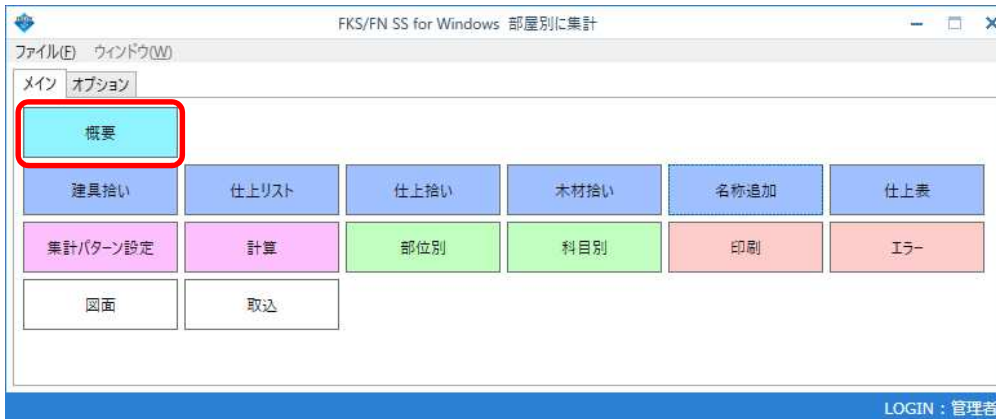 FKS/FN SS for Windows 部屋別に集計
ファイル(F) ウィンドウ(W)
メイン オプション
概要
建具拾い 仕上リスト 仕上拾い 木材拾い 名称追加 仕上表
集計パターン設定 計算 部位別 科目別 印刷 エラー
図面 取込
LOGIN : 管理者